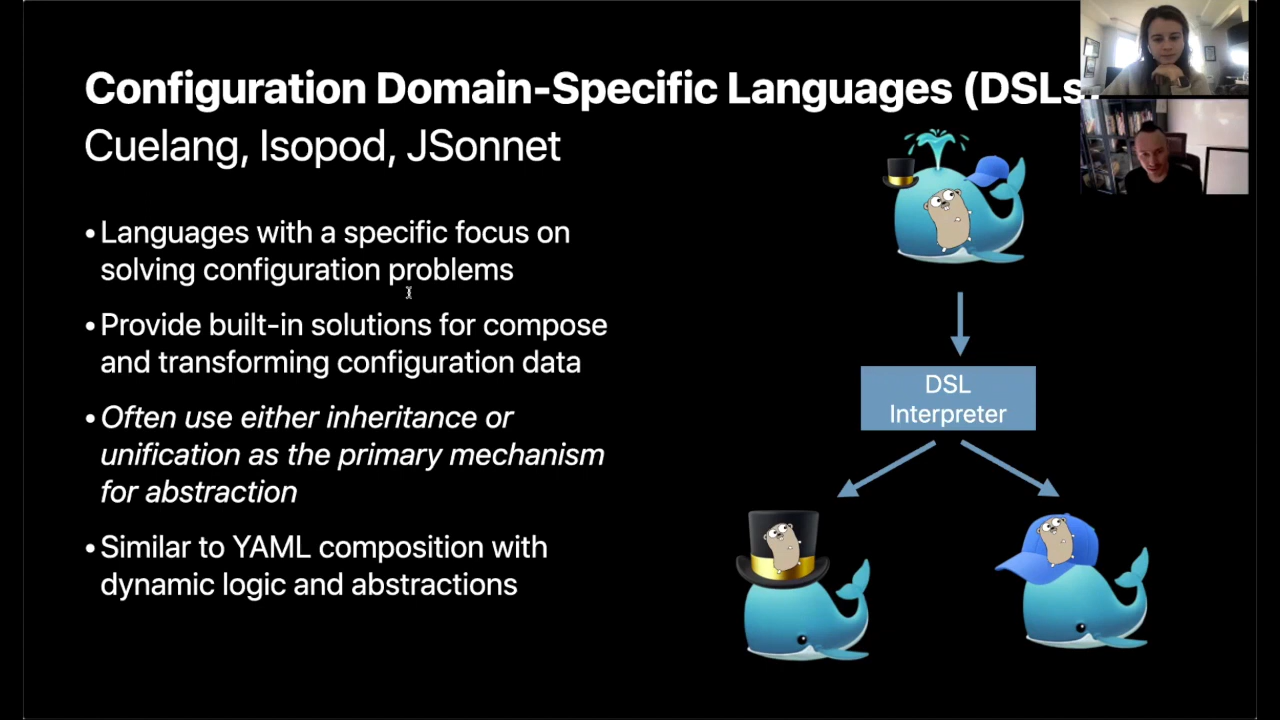 Configuration Domain-Specific Languages (DSLs
Cuelang, Isopod, JSonnet
• Languages with a specific focus on
solving configuration problems
• Provide built-in solutions for compose
and transforming configuration data
• Often use either inheritance or
unification as the primary mechanism
for abstraction
• Similar to YAML composition with
dynamic logic and abstractions
DSL
Interpreter